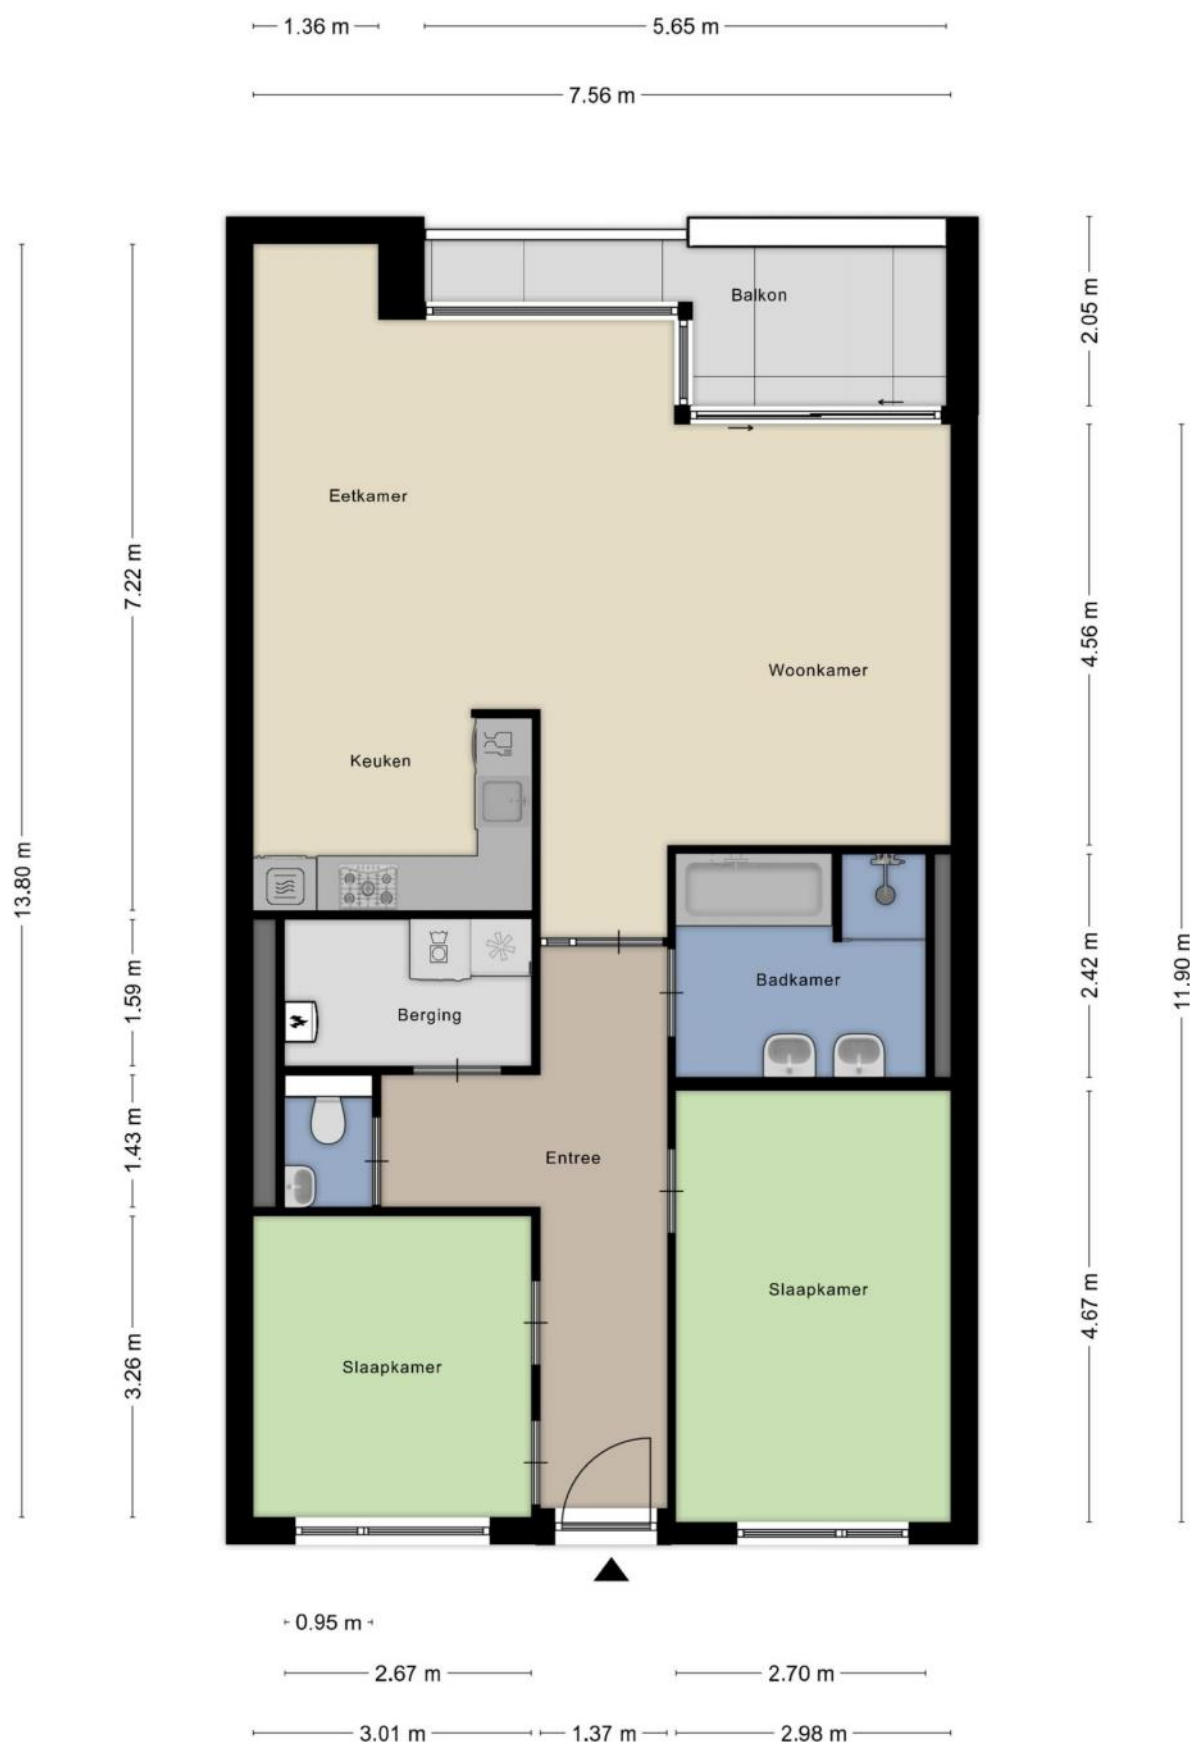 1.36 m
5.65 m
7.56 m
Balkon
2.05 m
Eetkamer
7.22 m
4.56 m
Woonkamer
Keuken
13.80 m
11.90 m
1.59 m
2.42 m
Badkamer
Berging
1.43 m
Entree
4.67 m
Slaapkamer
3.26 m
Slaapkamer
0.95 m
2.67 m
2.70 m
3.01 m
1.37 m
2.98 m